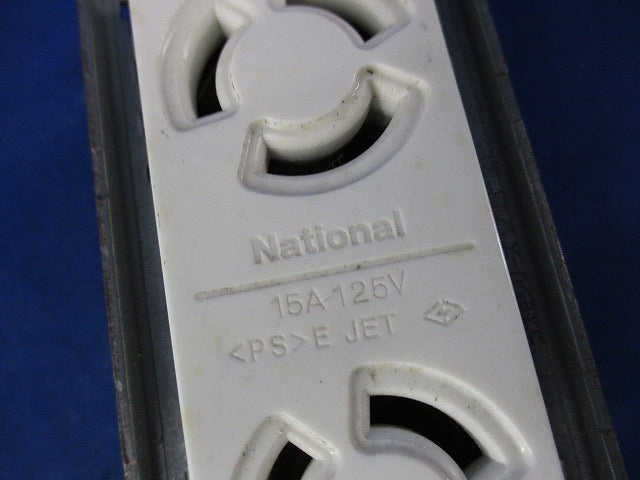 National
15A-125V
<PS>E JET